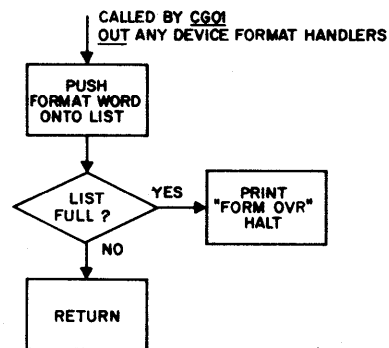 CALLED BY CGO1
OUT ANY DEVICE FORMAT HANDLERS
PUSH
FORMAT WORD
ONTO LIST
LIST
FULL ?
YES
PRINT
"FORM OVR"
HALT
NO
RETURN